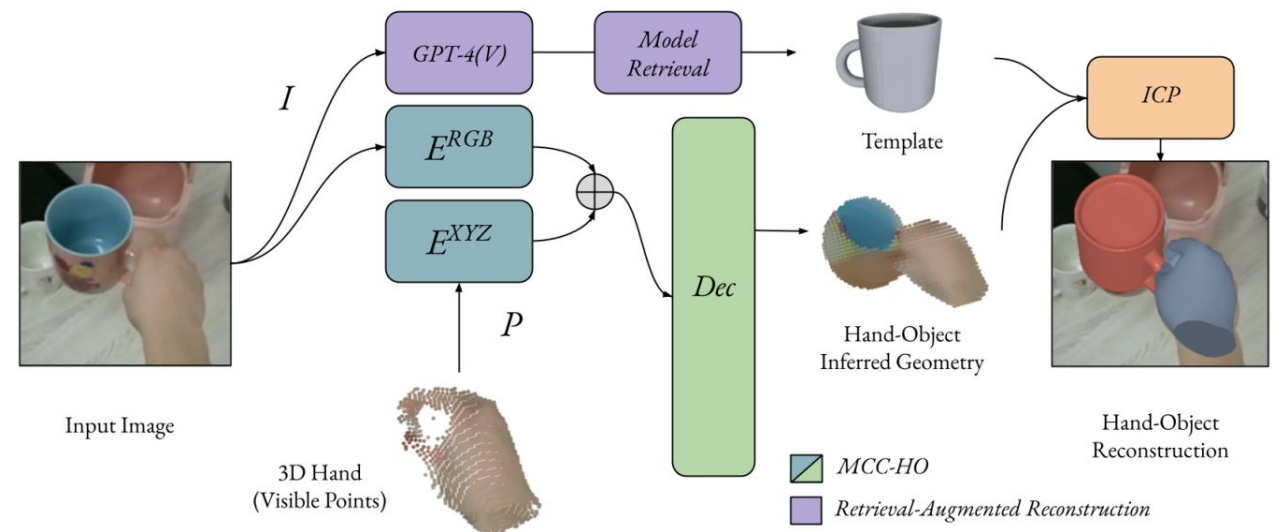 GPT-4(V)
Model
Retrieval
I
E^RGB
E^XYZ
P
Dec
ICP
Template
Input Image
3D Hand
(Visible Points)
Hand-Object
Inferred Geometry
Hand-Object
Reconstruction
MCC-HO
Retrieval-Augmented Reconstruction